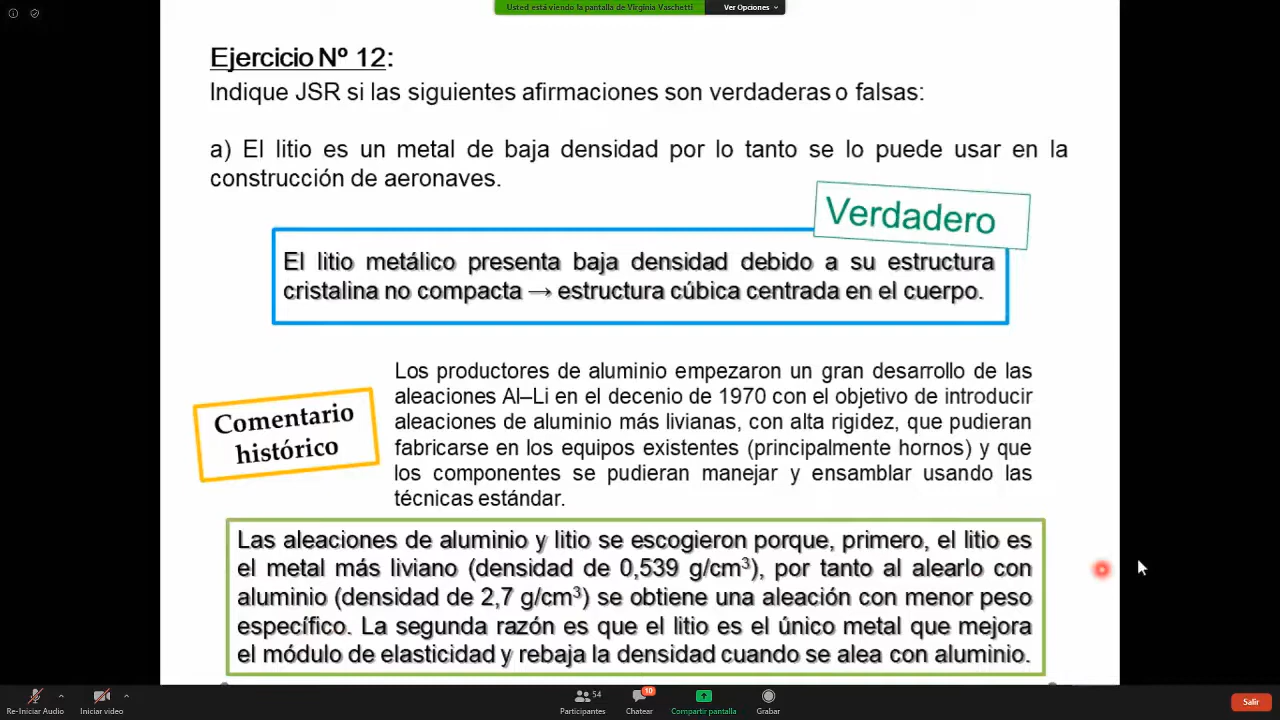 Usted está viendo la pantalla de Virginia Vaschetti
Ver Opciones
Ejercicio Nº 12:
Indique JSR si las siguientes afirmaciones son verdaderas o falsas:
a) El litio es un metal de baja densidad por lo tanto se lo puede usar en la
construcción de aeronaves.
Verdadero
El litio metálico presenta baja densidad debido a su estructura
cristalina no compacta → estructura cúbica centrada en el cuerpo.
Comentario
histórico
Los productores de aluminio empezaron un gran desarrollo de las
aleaciones Al–Li en el decenio de 1970 con el objetivo de introducir
aleaciones de aluminio más livianas, con alta rigidez, que pudieran
fabricarse en los equipos existentes (principalmente hornos) y que
los componentes se pudieran manejar y ensamblar usando las
técnicas estándar.
Las aleaciones de aluminio y litio se escogieron porque, primero, el litio es
el metal más liviano (densidad de 0,539 g/cm³), por tanto al alearlo con
aluminio (densidad de 2,7 g/cm³) se obtiene una aleación con menor peso
específico. La segunda razón es que el litio es el único metal que mejora
el módulo de elasticidad y rebaja la densidad cuando se alea con aluminio.
Re-Iniciar Audio
Iniciar video
54
Participantes
10
Chatear
Compartir pantalla
Grabar
Salir